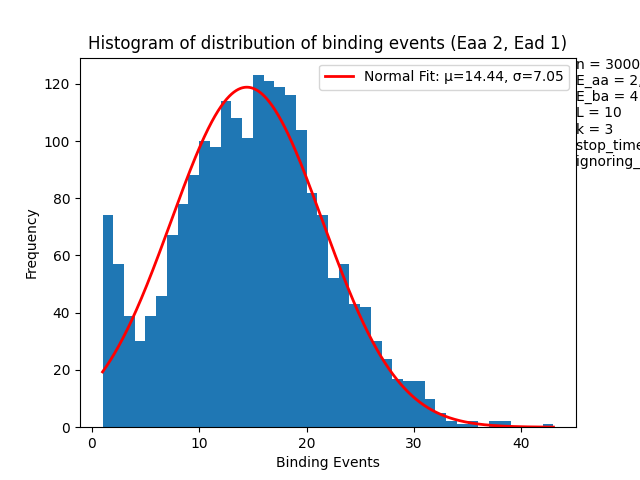 Histogram of distribution of binding events (Eaa 2, Ead 1)
Normal Fit: μ=14.44, σ=7.05
n = 3000
E_aa = 2,
E_ba = 4
L = 10
k = 3
stop_time
ignoring_
Frequency
120
100
80
60
40
20
0
0 10 20 30 40
Binding Events